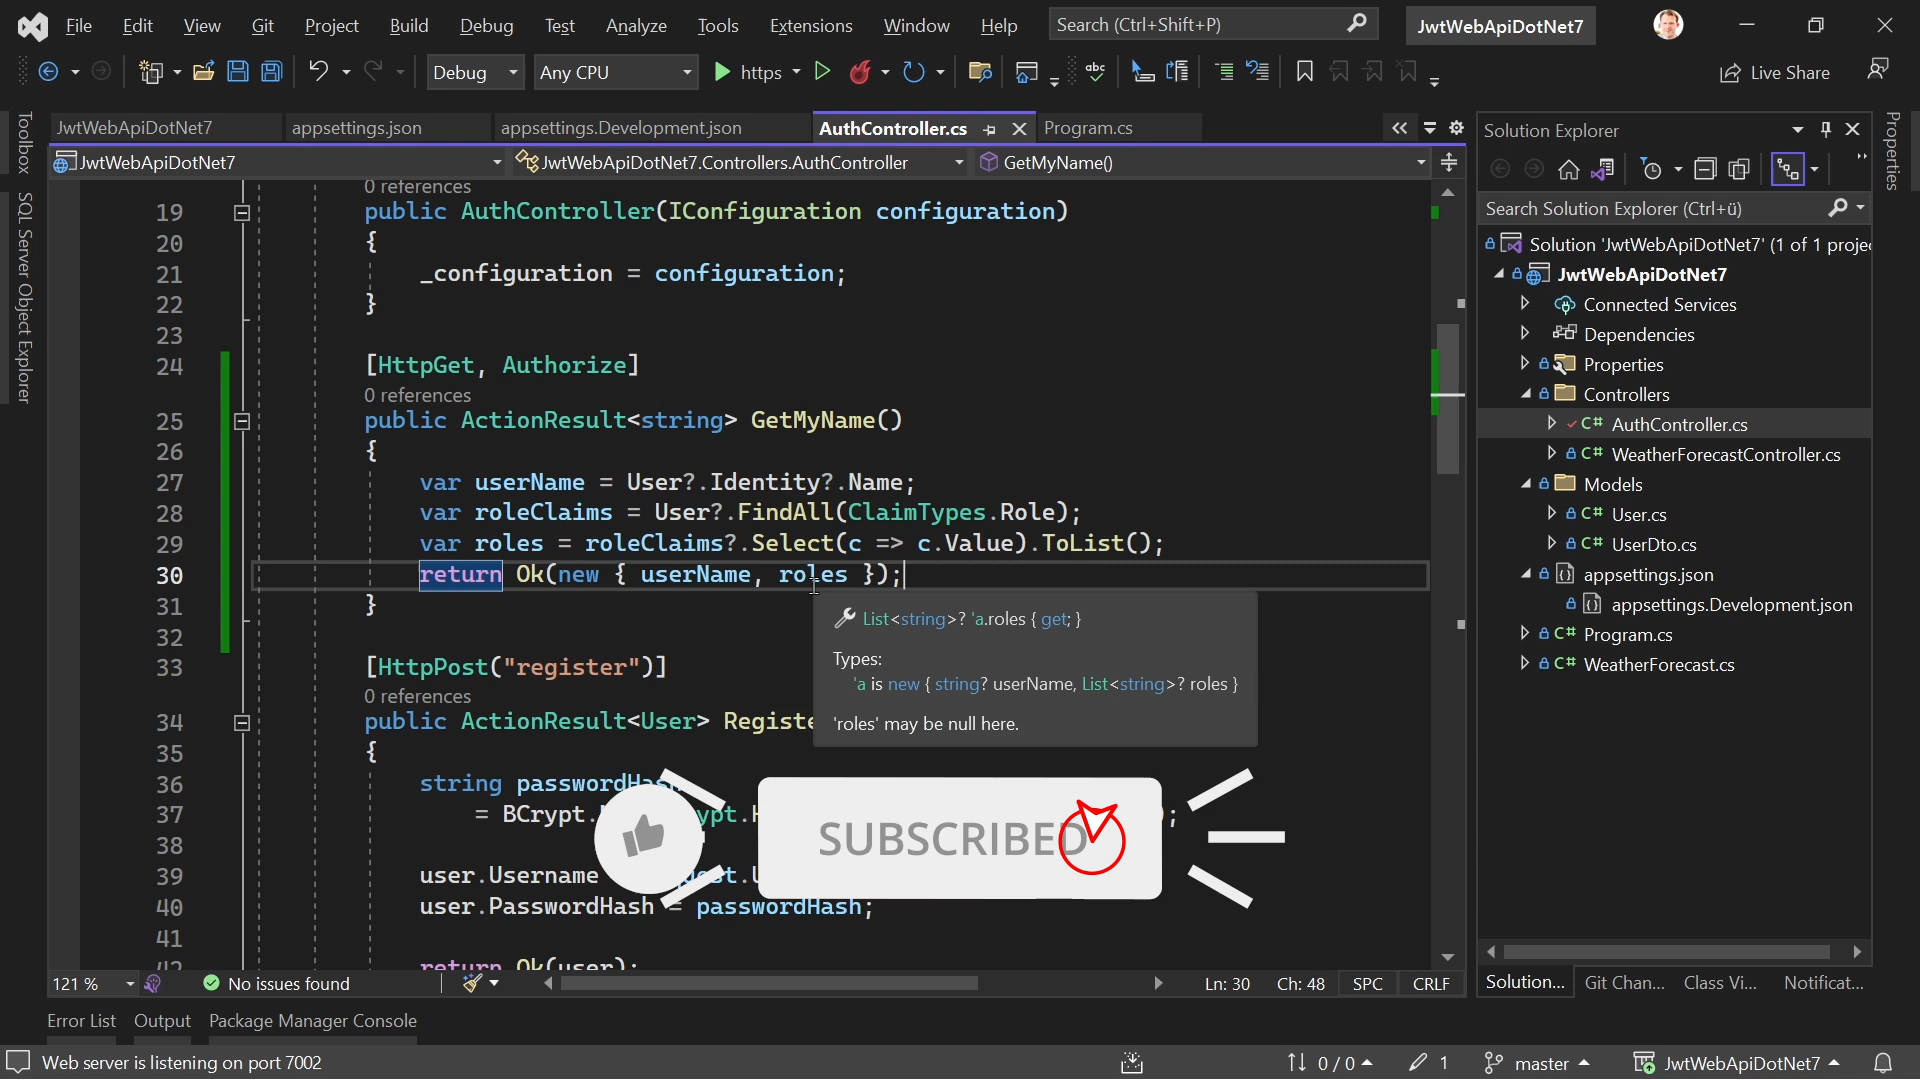 File Edit View Git Project Build Debug Test Analyze Tools Extensions Window Help Search (Ctrl+Shift+P) JwtWebApiDotNet7
Debug Any CPU https Live Share
JwtWebApiDotNet7 appsettings.json appsettings.Development.json AuthController.cs Program.cs
JwtWebApiDotNet7 JwtWebApiDotNet7.Controllers.AuthController GetMyName()
Toolbox
SQL Server Object Explorer
0 references
19 public AuthController(IConfiguration configuration)
20 {
21 _configuration = configuration;
22 }
23
24 [HttpGet, Authorize]
0 references
25 public ActionResult<string> GetMyName()
26 {
27 var userName = User?.Identity?.Name;
28 var roleClaims = User?.FindAll(ClaimTypes.Role);
29 var roles = roleClaims?.Select(c => c.Value).ToList();
30 return Ok(new { userName, roles });
31 }
32
33 [HttpPost("register")]
0 references
34 public ActionResult<User>
35 {
36 string
37 = BCrypt. ;
38
39 user.Username
40 user.PasswordHash = passwordHash;
41
42 return Ok(user);
List<string>? 'a.roles { get; }
Types:
'a is new { string? userName, List<string>? roles }
'roles' may be null here.
SUBSCRIBED
121 % No issues found Ln: 30 Ch: 48 SPC CRLF
Error List Output Package Manager Console
Solution Explorer
Search Solution Explorer (Ctrl+ü)
Solution 'JwtWebApiDotNet7' (1 of 1
JwtWebApiDotNet7
Connected Services
Dependencies
Properties
Controllers
C# AuthController.cs
C# WeatherForecastController.cs
Models
C# User.cs
C# UserDto.cs
appsettings.json
appsettings.Development.json
C# Program.cs
C# WeatherForecast.cs
Solution... Git Chan... Class Vi... Notificat...
Properties
Web server is listening on port 7002 0 / 0 1 master JwtWebApiDotNet7